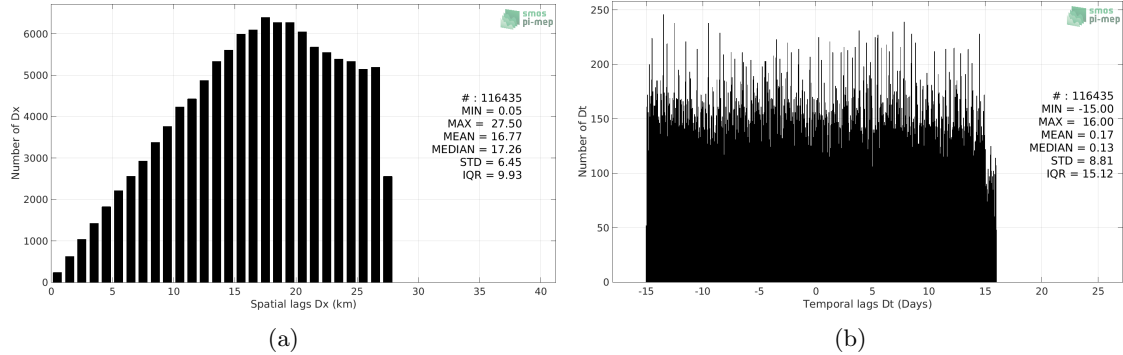 smos
pi-mep
6000
5000
4000
3000
2000
1000
0
Number of Dx
# : 116435
MIN = 0.05
MAX = 27.50
MEAN = 16.77
MEDIAN = 17.26
STD = 6.45
IQR = 9.93
0 5 10 15 20 25 30 35 40
Spatial lags Dx (km)
(a)
smos
pi-mep
250
200
150
100
50
0
Number of Dt
# : 116435
MIN = -15.00
MAX = 16.00
MEAN = 0.17
MEDIAN = 0.13
STD = 8.81
IQR = 15.12
-15 -10 -5 0 5 10 15 20 25
Temporal lags Dt (Days)
(b)